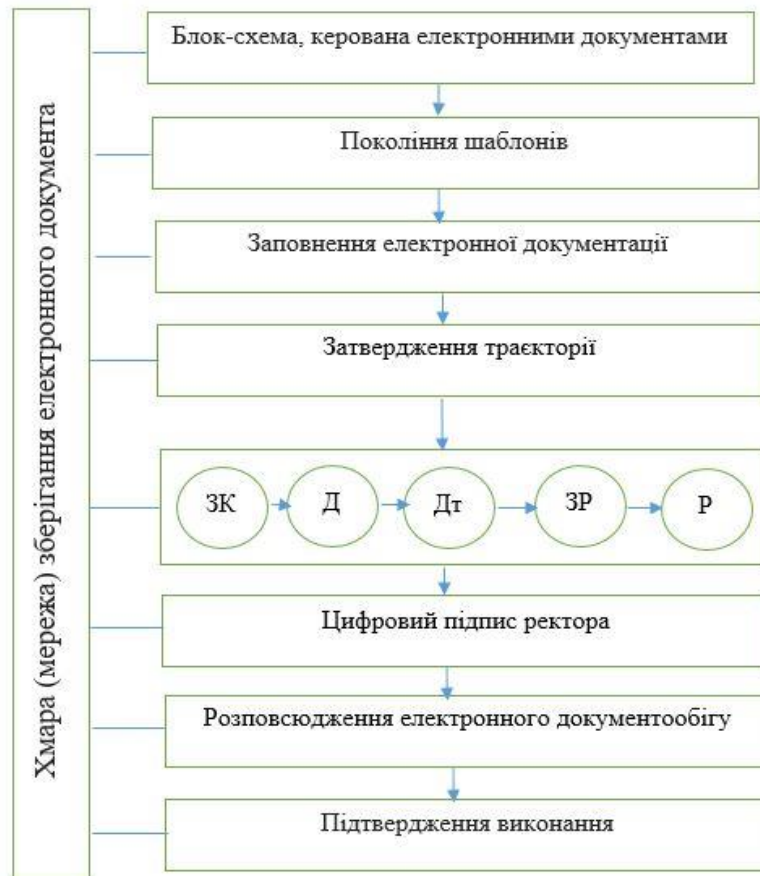 Хмара (мережа) зберігання електронного документа
Блок-схема, керована електронними документами
Покоління шаблонів
Заповнення електронної документації
Затвердження траєкторії
ЗК
Д
Дт
ЗР
Р
Цифровий підпис ректора
Розповсюдження електронного документообігу
Підтвердження виконання